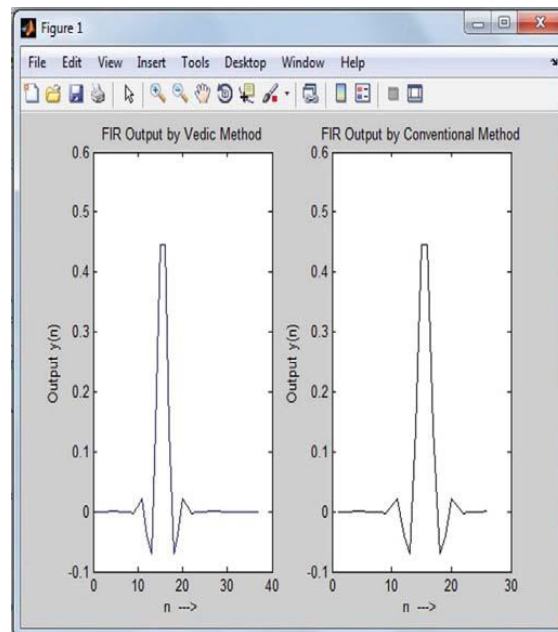 Figure 1
File Edit View Insert Tools Desktop Window Help
FIR Output by Vedic Method
0.6
0.5
0.4
0.3
0.2
0.1
0
-0.1
Output y(n)
0 10 20 30 40
n --->
FIR Output by Conventional Method
0.6
0.5
0.4
0.3
0.2
0.1
0
-0.1
Output y(n)
0 10 20 30
n --->